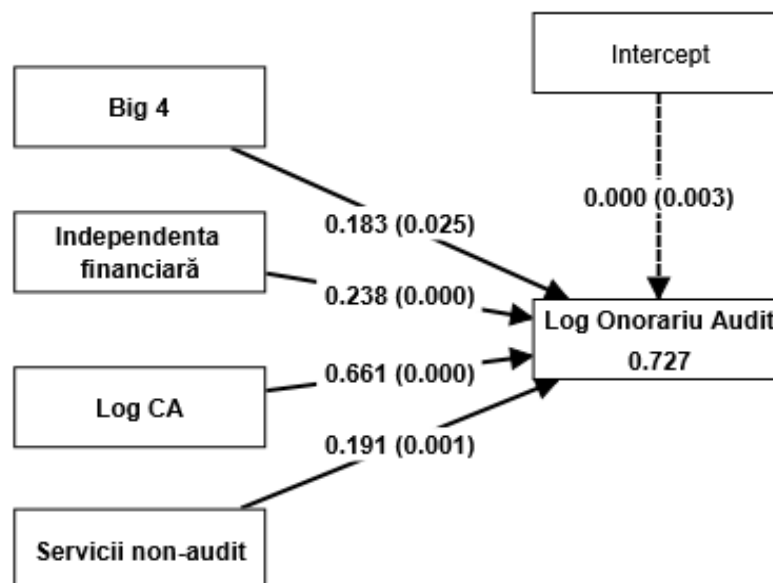 Intercept
Big 4
0.000 (0.003)
0.183 (0.025)
Independenta
financiară
0.238 (0.000)
Log Onorariu Audit
0.727
0.661 (0.000)
Log CA
0.191 (0.001)
Servicii non-audit